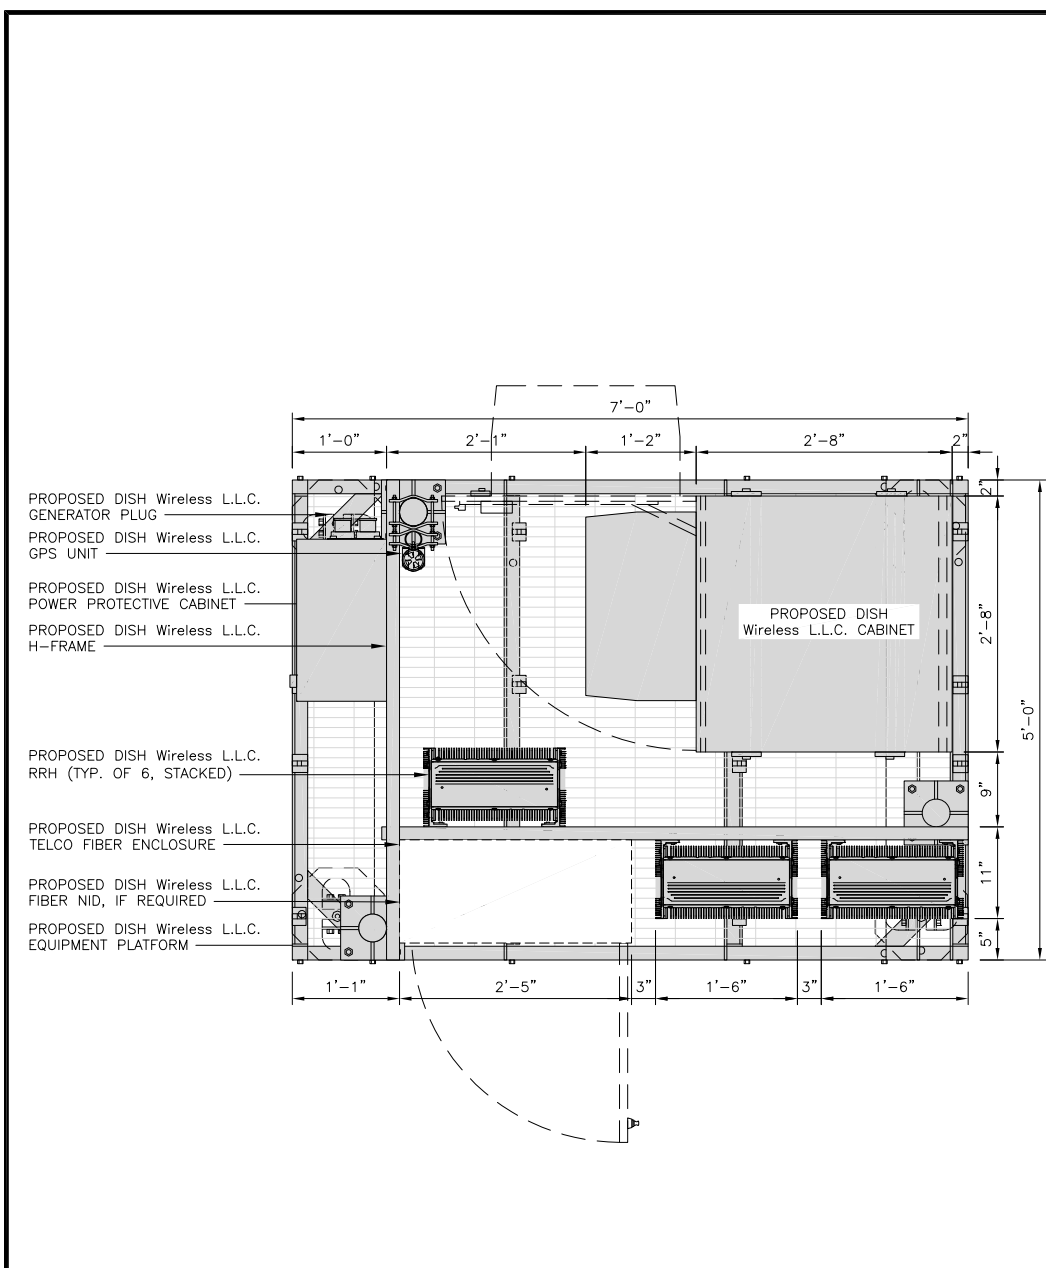 7'-0"
1'-0"
2'-1"
1'-2"
2'-8"
2"
2"
PROPOSED DISH Wireless L.L.C.
GENERATOR PLUG
PROPOSED DISH Wireless L.L.C.
GPS UNIT
PROPOSED DISH Wireless L.L.C.
POWER PROTECTIVE CABINET
PROPOSED DISH Wireless L.L.C.
H-FRAME
PROPOSED DISH
Wireless L.L.C. CABINET
2'-8"
5'-0"
PROPOSED DISH Wireless L.L.C.
RRH (TYP. OF 6, STACKED)
9"
PROPOSED DISH Wireless L.L.C.
TELCO FIBER ENCLOSURE
11"
PROPOSED DISH Wireless L.L.C.
FIBER NID, IF REQUIRED
PROPOSED DISH Wireless L.L.C.
EQUIPMENT PLATFORM
5"
1'-1"
2'-5"
3"
1'-6"
3"
1'-6"